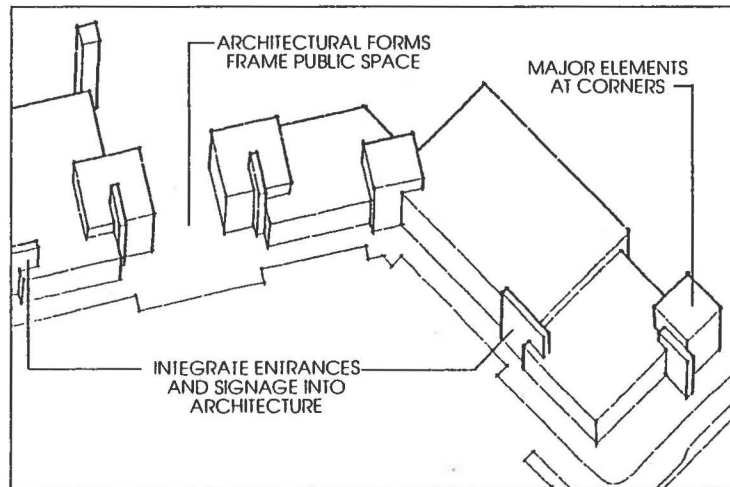 ARCHITECTURAL FORMS
FRAME PUBLIC SPACE
MAJOR ELEMENTS
AT CORNERS
INTEGRATE ENTRANCES
AND SIGNAGE INTO
ARCHITECTURE